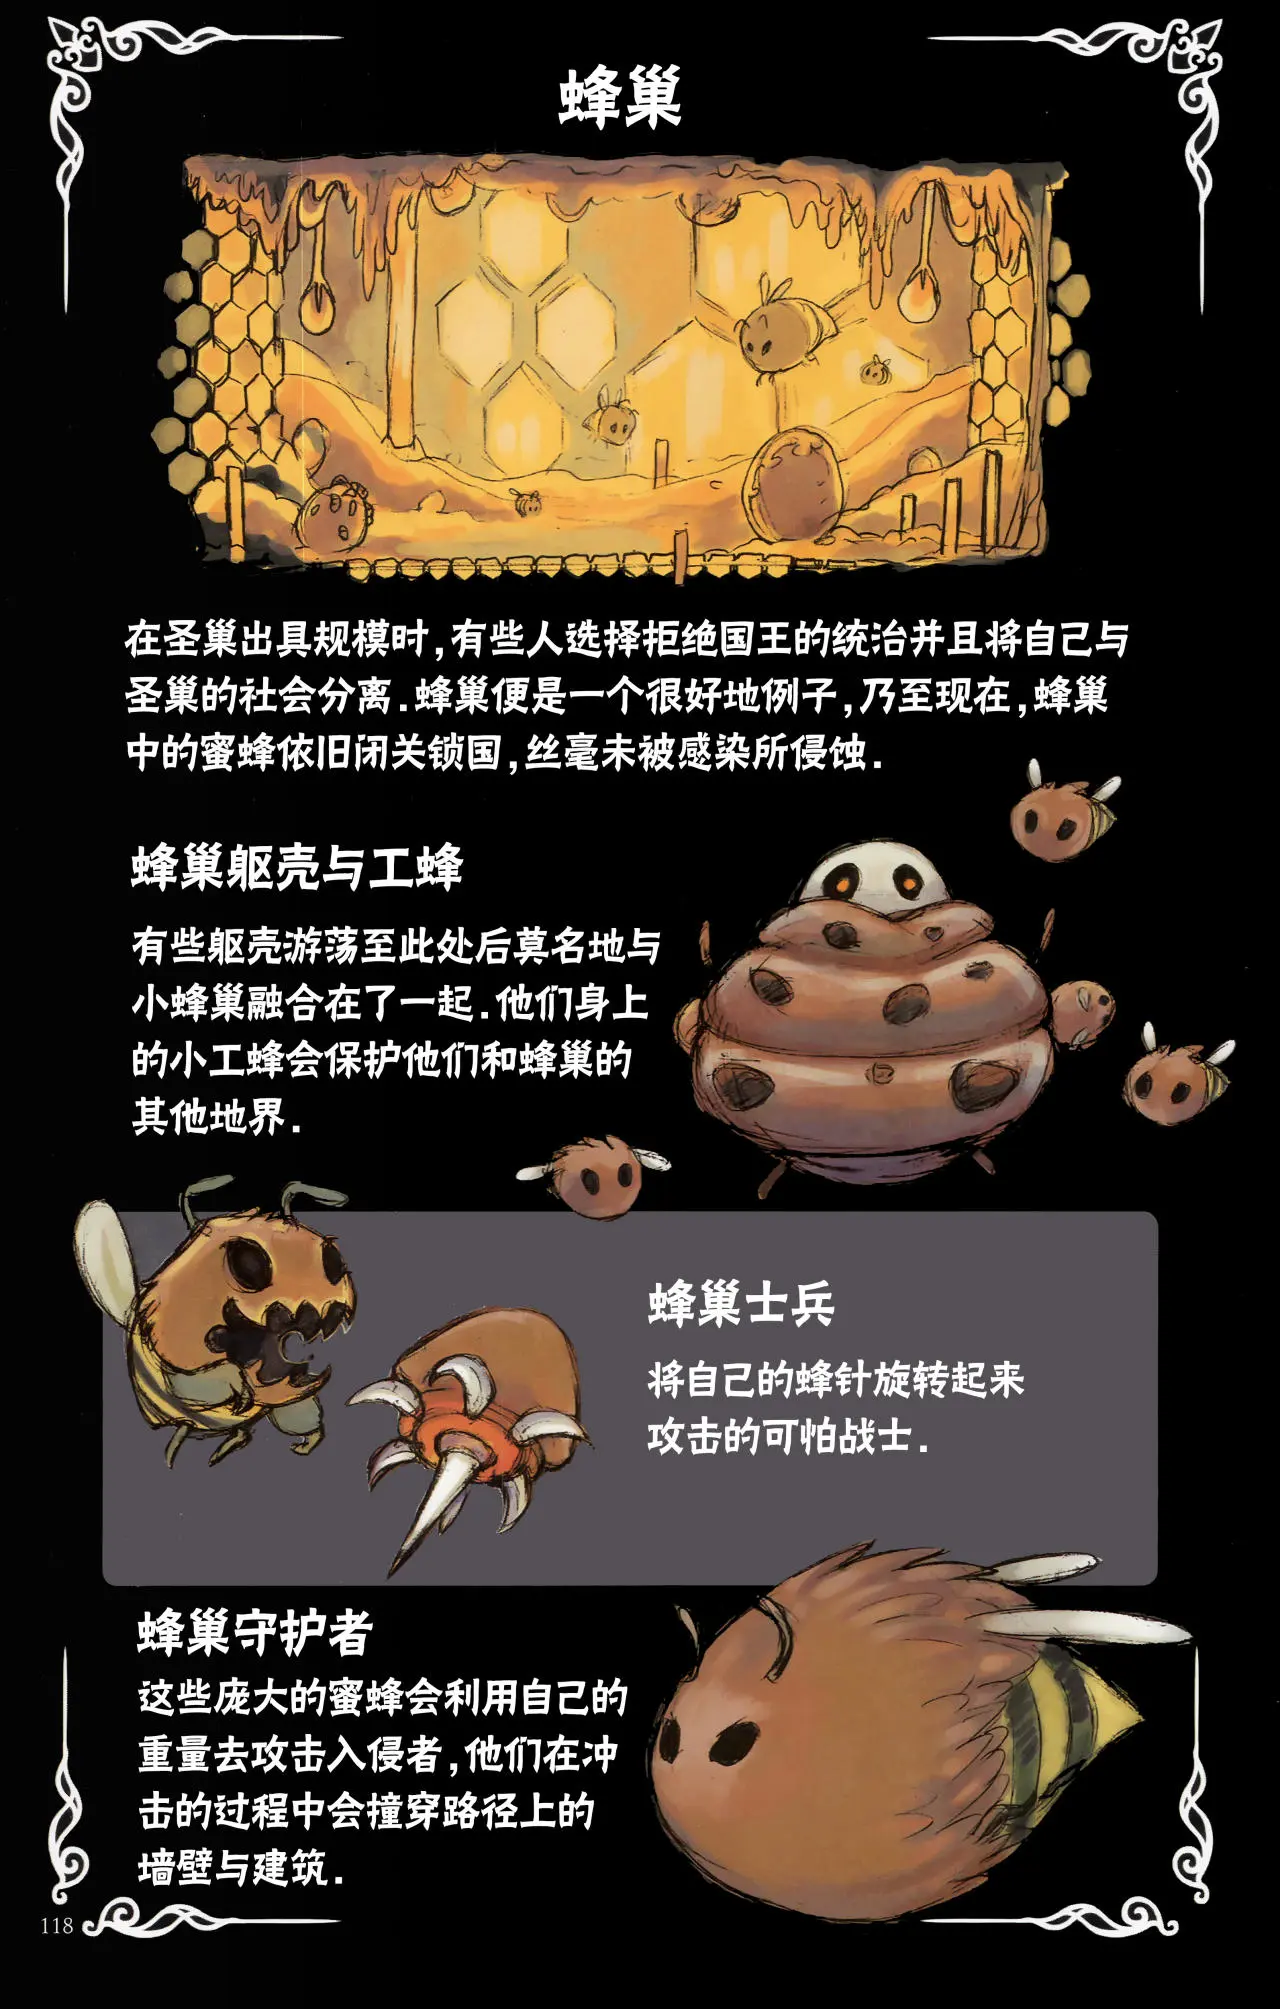 蜂巢
在圣巢出具规模时,有些人选择拒绝国王的统治并且将自己与
圣巢的社会分离.蜂巢便是一个很好地例子,乃至现在,蜂巢
中的蜜蜂依旧闭关锁国,丝毫未被感染所侵蚀.
蜂巢躯壳与工蜂
有些躯壳游荡至此处后莫名地与
小蜂巢融合在了一起.他们身上
的小工蜂会保护他们和蜂巢的
其他地界.
蜂巢士兵
将自己的蜂针旋转起来
攻击的可怕战士.
蜂巢守护者
这些庞大的蜜蜂会利用自己的
重量去攻击入侵者,他们在冲
击的过程中会撞穿路径上的
墙壁与建筑.
118